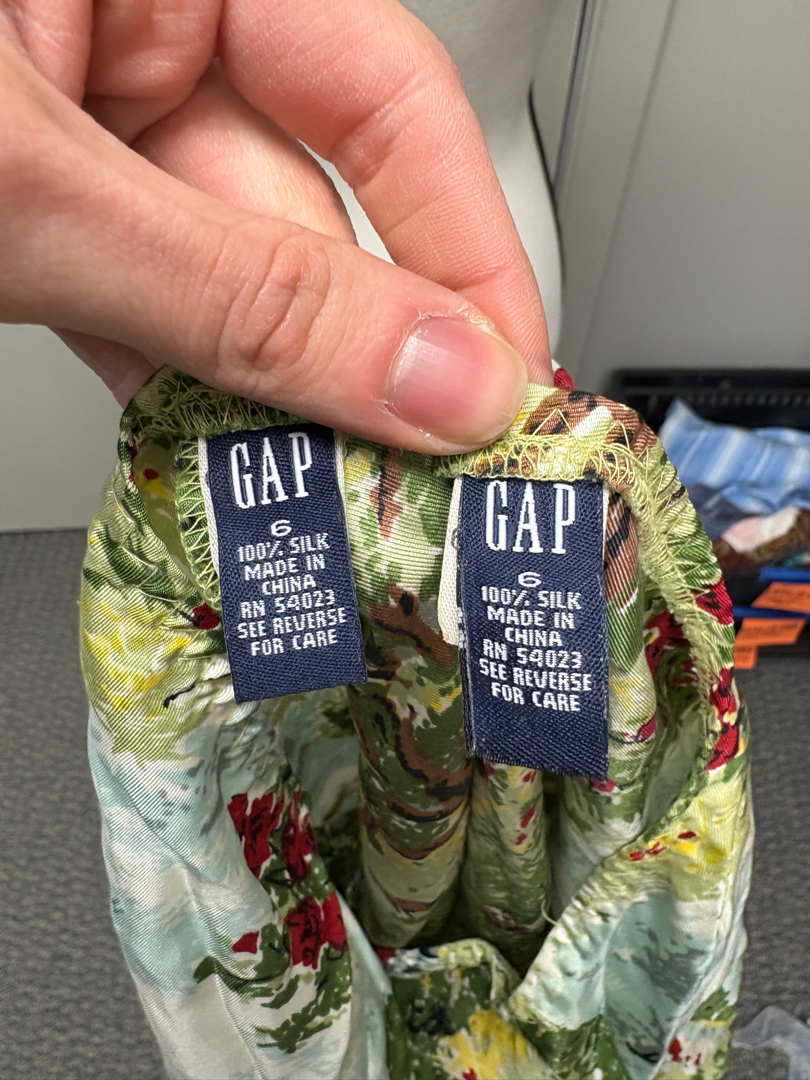 GAP
6
100% SILK
MADE IN
CHINA
RN 54023
SEE REVERSE
FOR CARE
GAP
6
100% SILK
MADE IN
CHINA
RN 54023
SEE REVERSE
FOR CARE